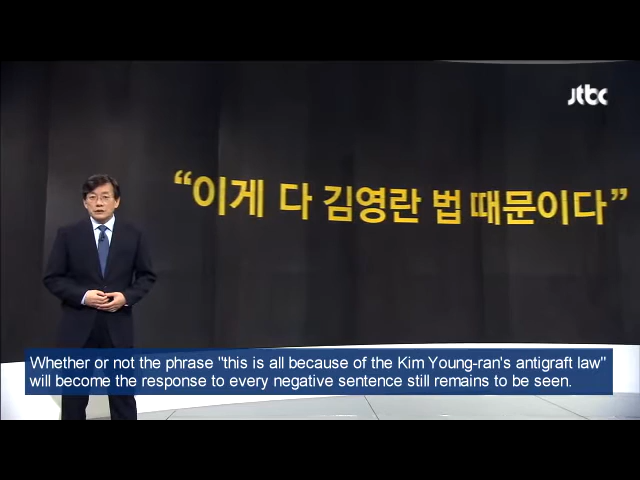 jtbc
“이게 다 김영란 법 때문이다”
Whether or not the phrase "this is all because of the Kim Young-ran's antigraft law"
will become the response to every negative sentence still remains to be seen.